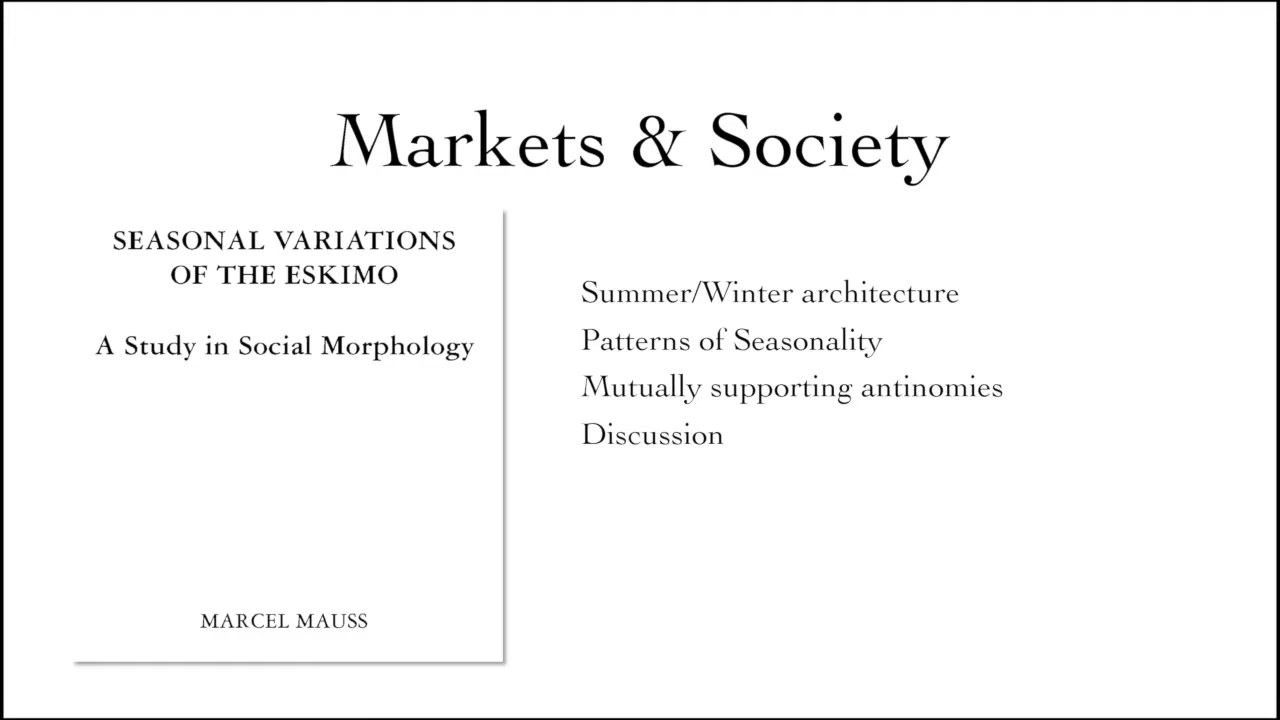 Markets & Society
SEASONAL VARIATIONS
OF THE ESKIMO
A Study in Social Morphology
MARCEL MAUSS
Summer/Winter architecture
Patterns of Seasonality
Mutually supporting antinomies
Discussion